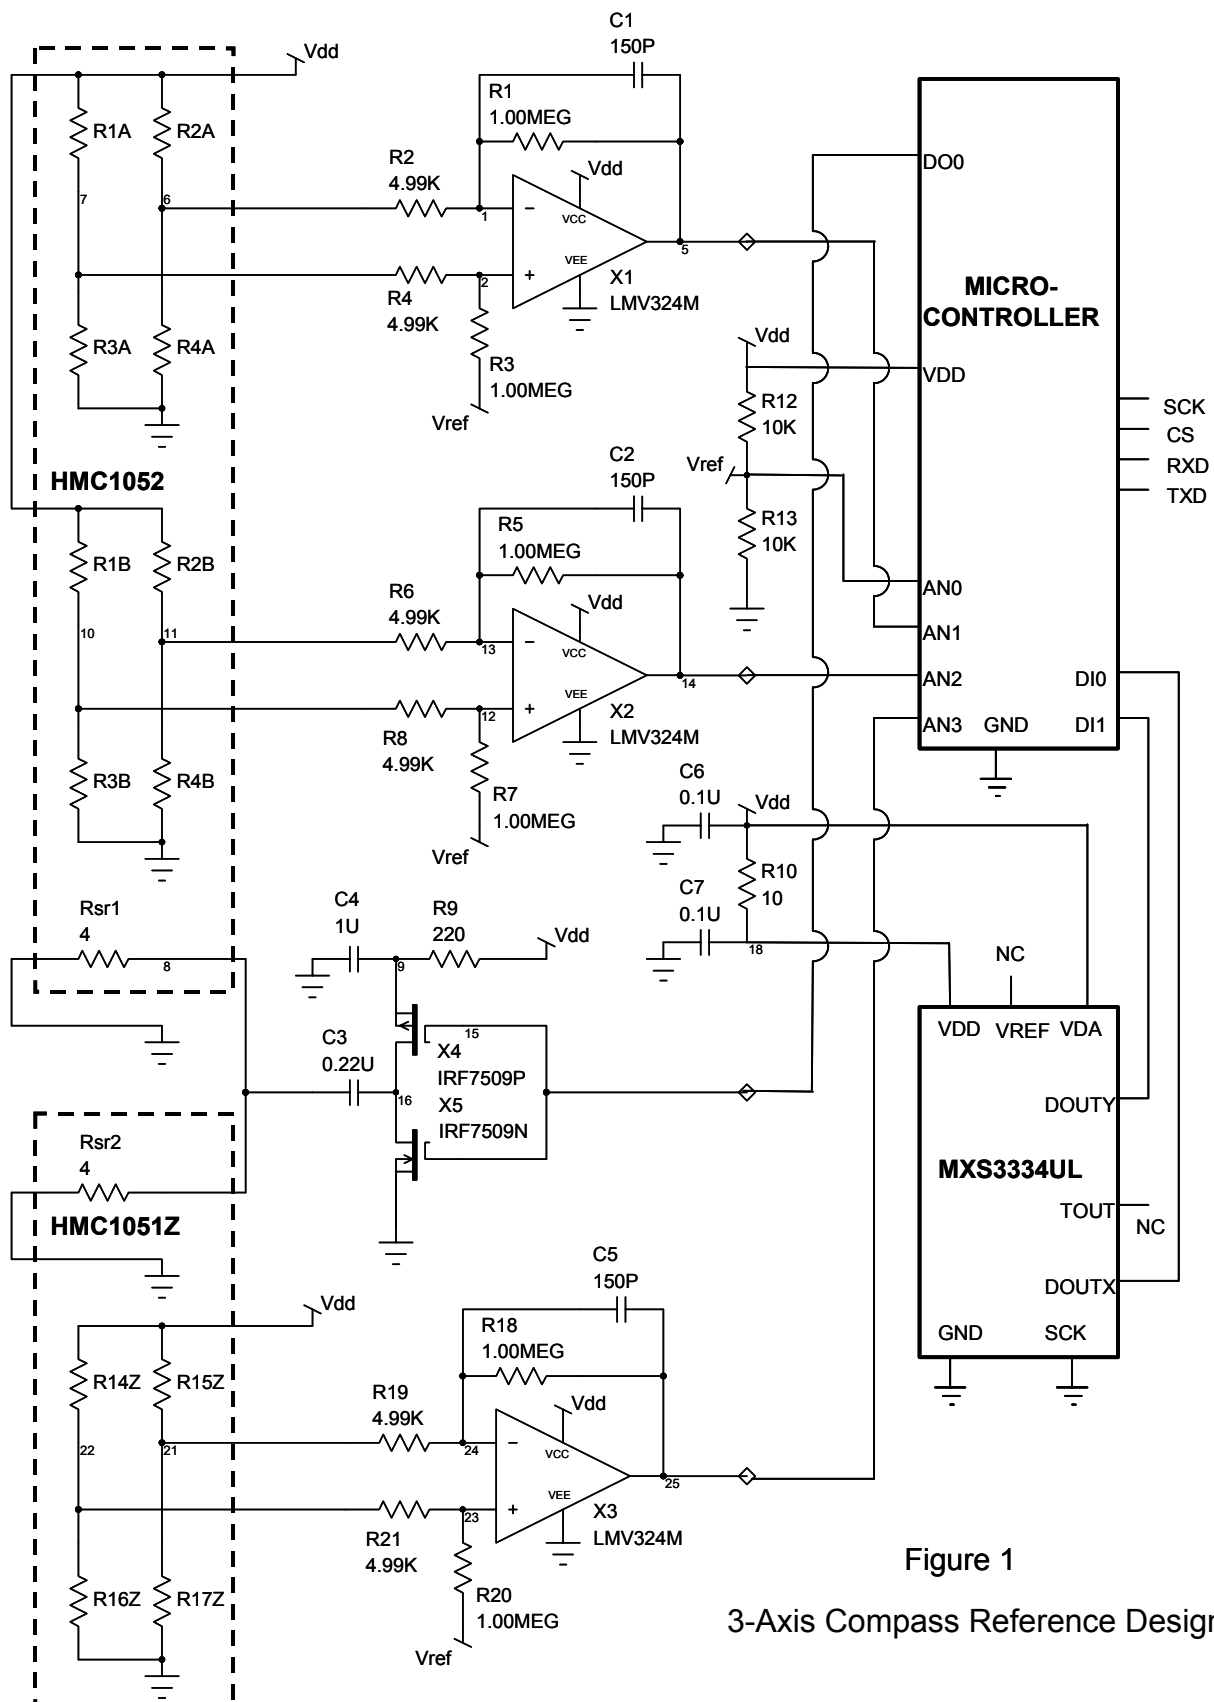 C1
150P
Vdd
R1
1.00MEG
R1A
R2A
R2
4.99K
Vdd
DO0
7
6
1
−
VCC
VEE
5
+
2
X1
LMV324M
R4
4.99K
R3A
R4A
R3
1.00MEG
Vref
MICRO-
CONTROLLER
Vdd
VDD
R12
10K
SCK
CS
RXD
TXD
HMC1052
C2
150P
Vref
R13
10K
R5
1.00MEG
R1B
R2B
R6
4.99K
Vdd
AN0
10
11
13
−
VCC
AN1
VEE
14
AN2
DI0
+
12
X2
LMV324M
AN3
GND
DI1
R8
4.99K
R3B
R4B
R7
1.00MEG
Vref
C6
0.1U
Vdd
R10
10
C7
0.1U
18
Rsr1
4
8
C4
1U
R9
220
Vdd
9
NC
VDD
VREF
VDA
C3
0.22U
15
X4
IRF7509P
16
X5
IRF7509N
DOUTY
Rsr2
4
MXS3334UL
HMC1051Z
TOUT
NC
C5
150P
DOUTX
Vdd
R18
1.00MEG
GND
SCK
R14Z
R15Z
R19
4.99K
Vdd
22
21
24
−
VCC
VEE
25
+
23
X3
LMV324M
R21
4.99K
R16Z
R17Z
R20
1.00MEG
Vref
Figure 1
3-Axis Compass Reference Design